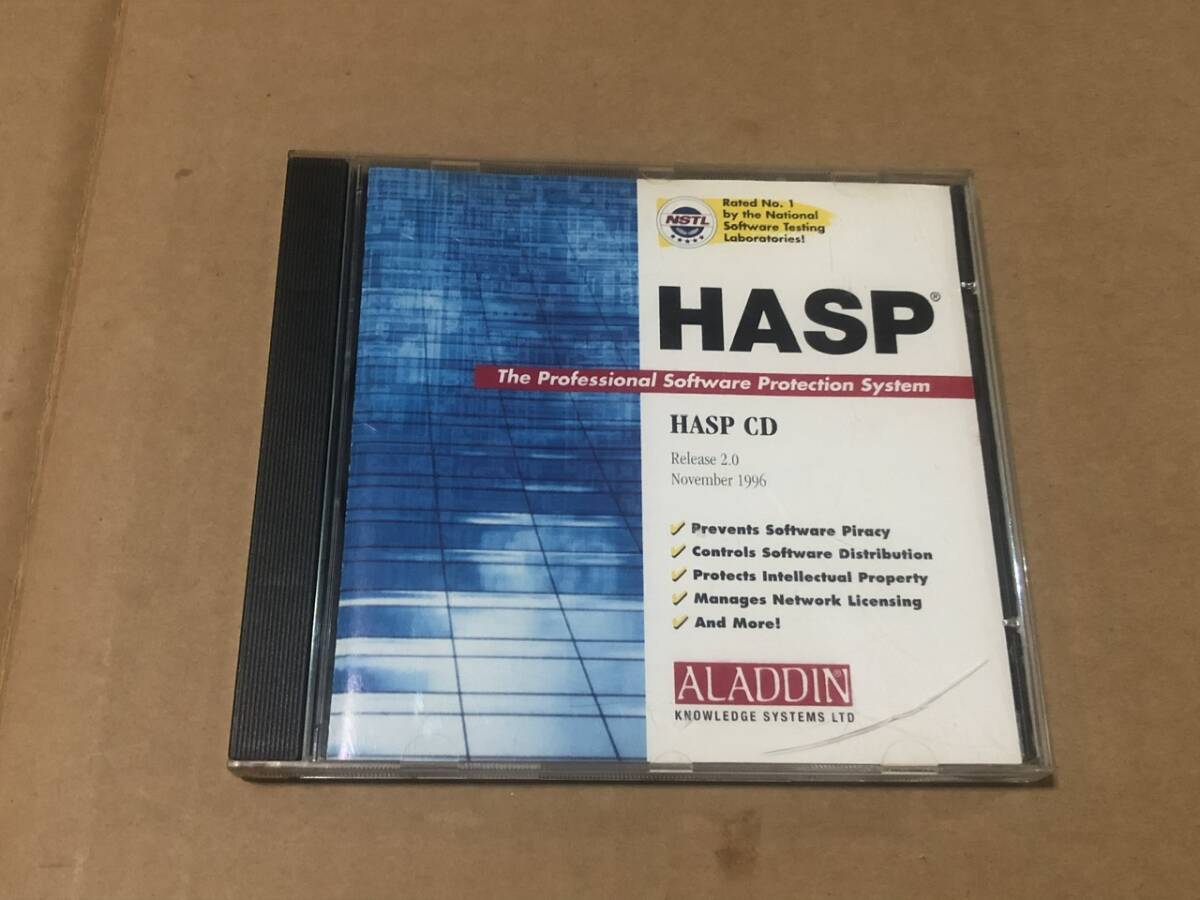 NSTL
Rated No. 1
by the National
Software Testing
Laboratories!
HASP®
The Professional Software Protection System
HASP CD
Release 2.0
November 1996
✓ Prevents Software Piracy
✓ Controls Software Distribution
✓ Protects Intellectual Property
✓ Manages Network Licensing
✓ And More!
ALADDIN®
KNOWLEDGE SYSTEMS LTD